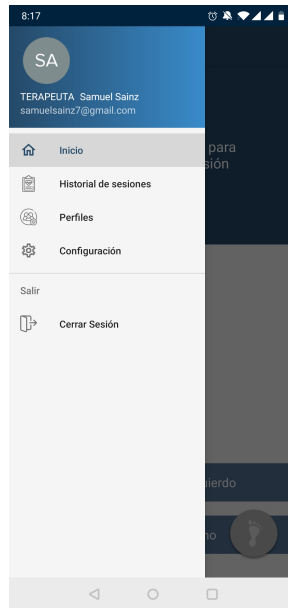 8:17
SA
TERAPEUTA Samuel Sainz
samuelsainz7@gmail.com
Inicio
para
sión
Historial de sesiones
Perfiles
Configuración
Salir
Cerrar Sesión
uierdo
no